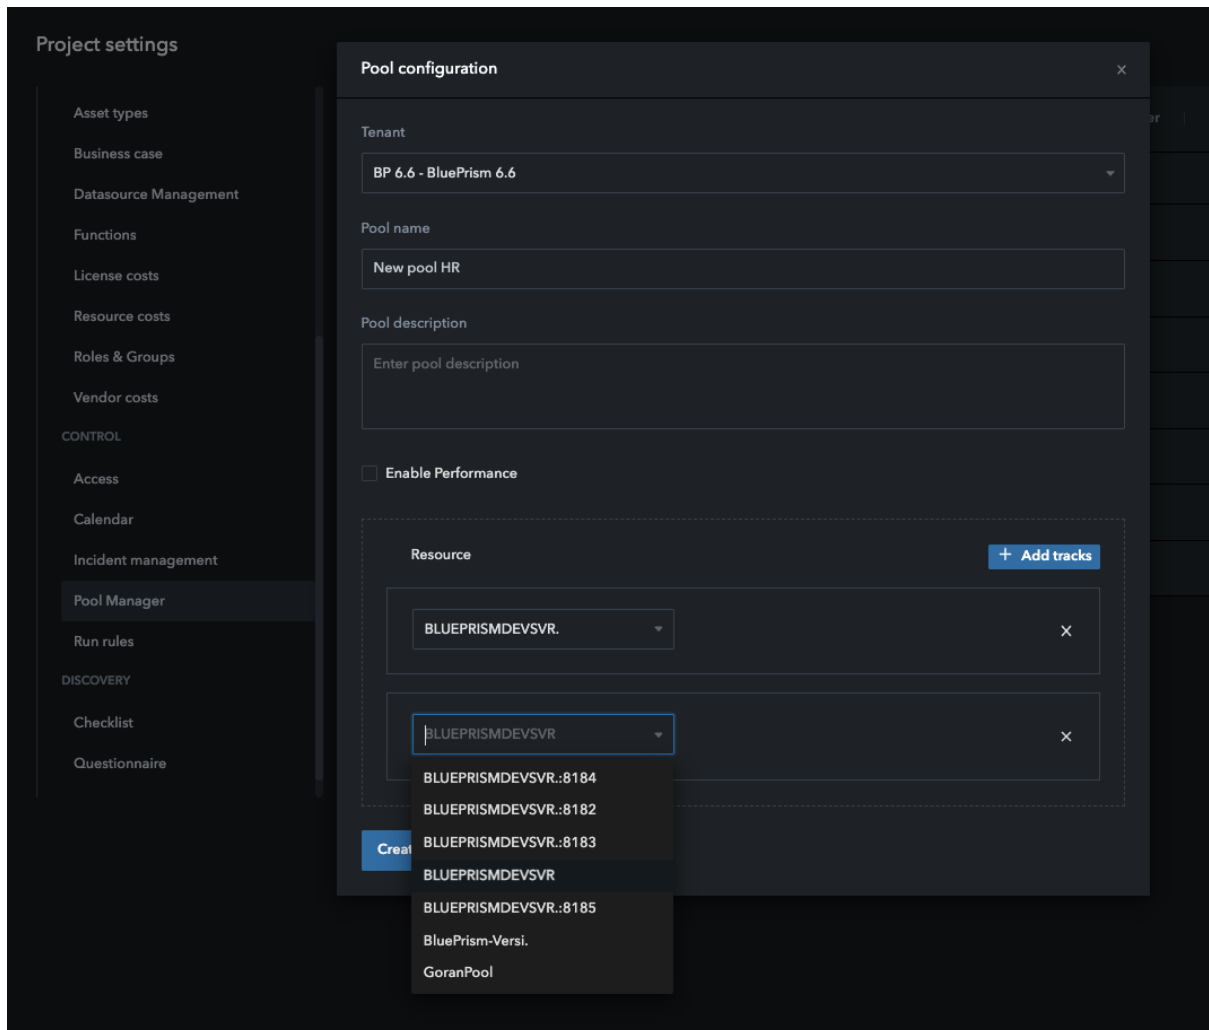 Project settings
Asset types
Business case
Datasource Management
Functions
License costs
Resource costs
Roles & Groups
Vendor costs
CONTROL
Access
Calendar
Incident management
Pool Manager
Run rules
DISCOVERY
Checklist
Questionnaire
Pool configuration
Tenant
BP 6.6 - BluePrism 6.6
Pool name
New pool HR
Pool description
Enter pool description
Enable Performance
Resource
+ Add tracks
BLUEPRISMDEVSVR.
BLUEPRISMDEVSVR
BLUEPRISMDEVSVR.:8184
BLUEPRISMDEVSVR.:8182
BLUEPRISMDEVSVR.:8183
BLUEPRISMDEVSVR
BLUEPRISMDEVSVR.:8185
BluePrism-Versi.
GoranPool